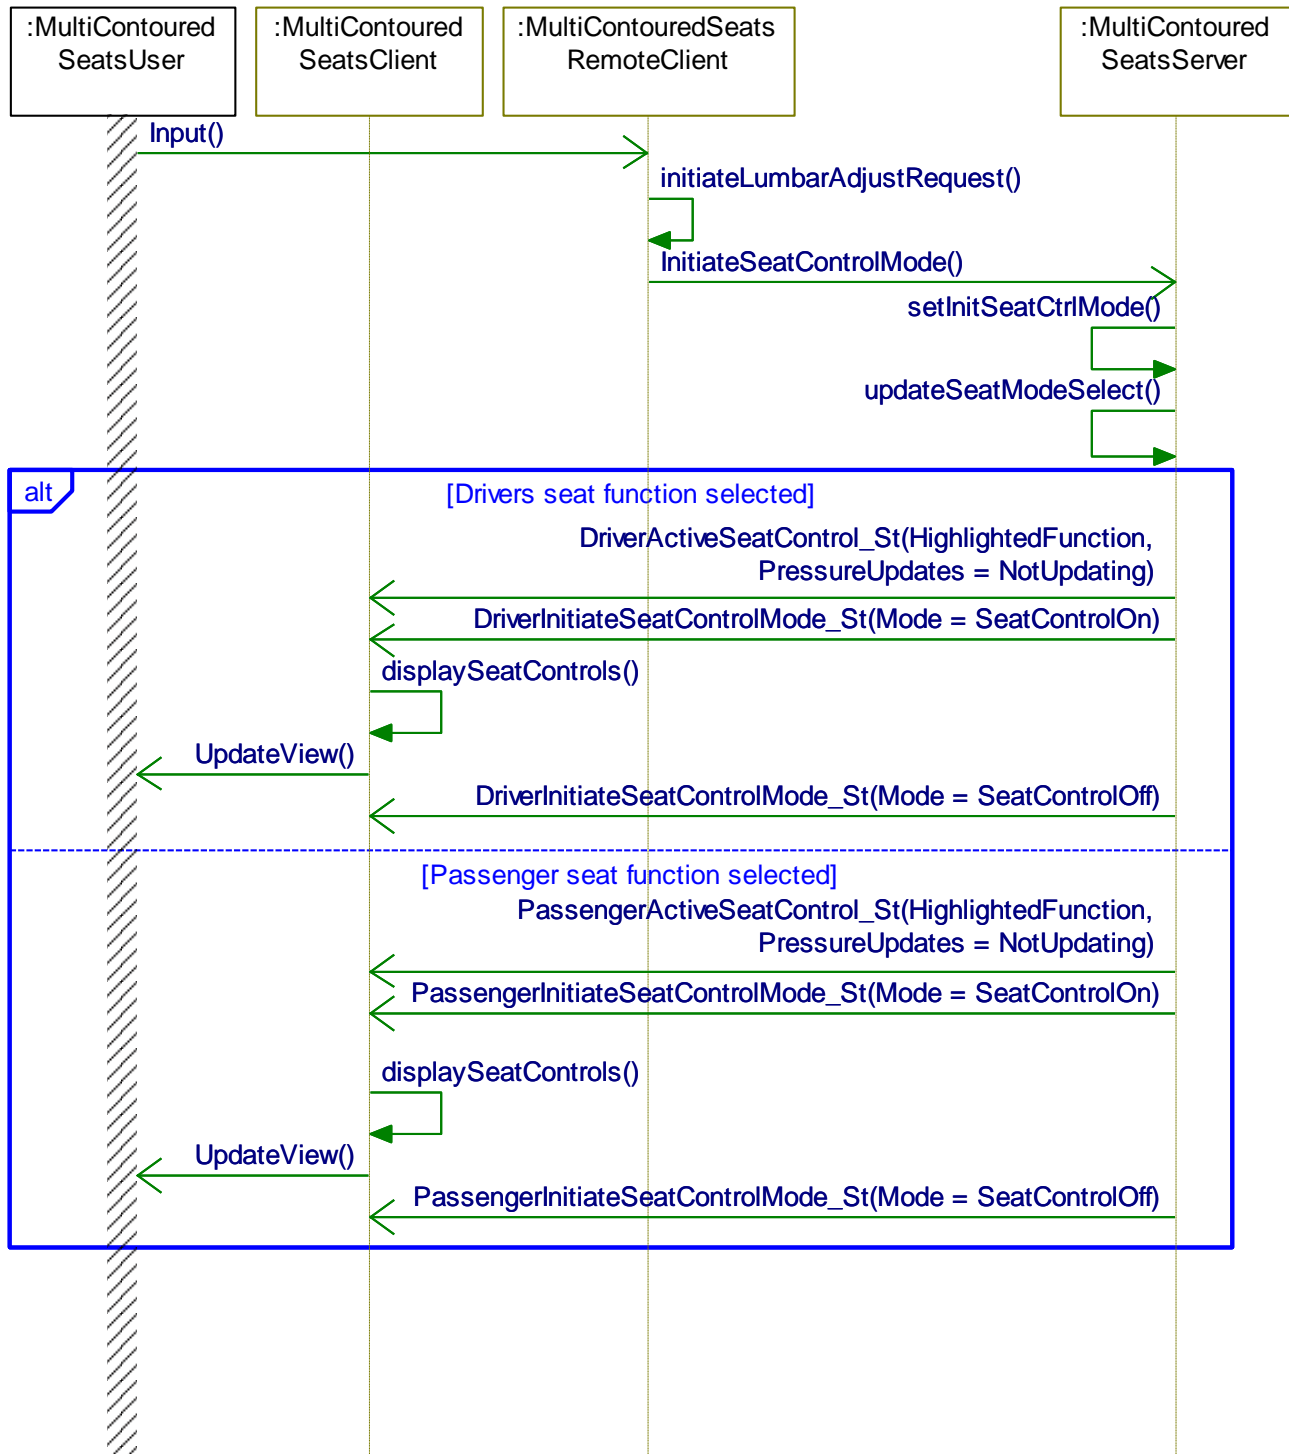 :MultiContoured
SeatsUser
:MultiContoured
SeatsClient
:MultiContouredSeats
RemoteClient
:MultiContoured
SeatsServer
Input()
initiateLumbarAdjustRequest()
InitiateSeatControlMode()
setInitSeatCtrlMode()
updateSeatModeSelect()
alt
[Drivers seat function selected]
DriverActiveSeatControl_St(HighlightedFunction,
PressureUpdates = NotUpdating)
DriverInitiateSeatControlMode_St(Mode = SeatControlOn)
displaySeatControls()
UpdateView()
DriverInitiateSeatControlMode_St(Mode = SeatControlOff)
[Passenger seat function selected]
PassengerActiveSeatControl_St(HighlightedFunction,
PressureUpdates = NotUpdating)
PassengerInitiateSeatControlMode_St(Mode = SeatControlOn)
displaySeatControls()
UpdateView()
PassengerInitiateSeatControlMode_St(Mode = SeatControlOff)